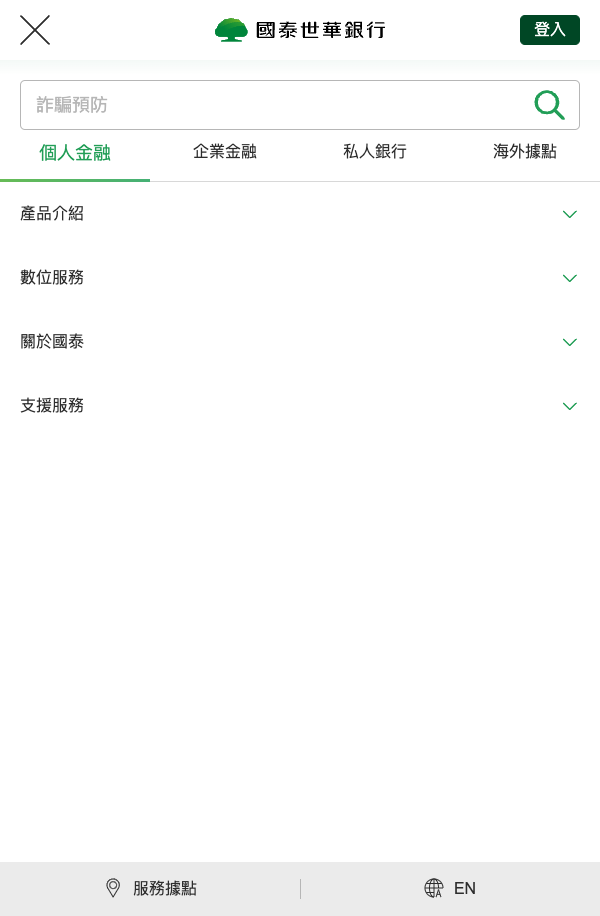 國泰世華銀行
登入
詐騙預防
個人金融 企業金融 私人銀行 海外據點
產品介紹
數位服務
關於國泰
支援服務
服務據點 EN